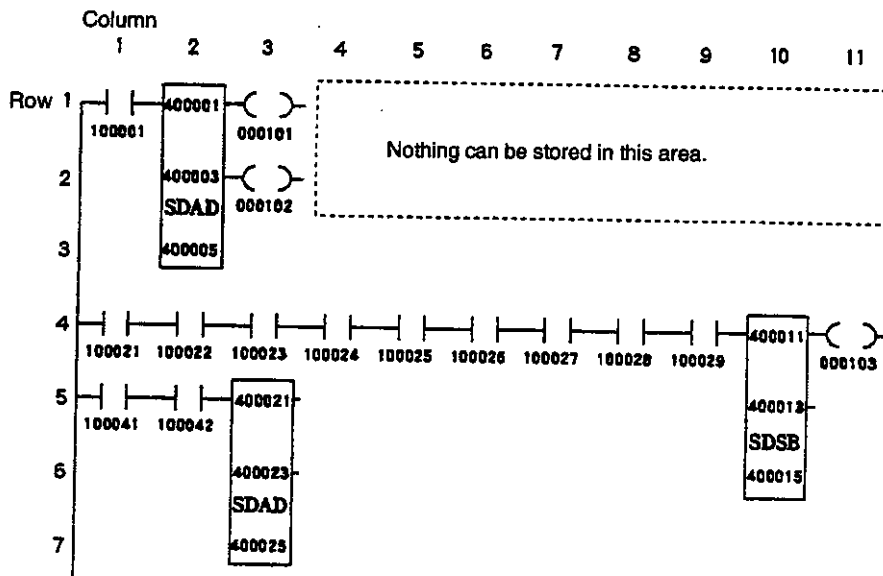 Column
1 2 3 4 5 6 7 8 9 10 11
Row 1 400001
100001 000101
Nothing can be stored in this area.
2 400003
SDAD 000102
3 400005
4 400011
100021 100022 100023 100024 100025 100026 100027 100028 100029 000103
5 400021 400013
100041 100042
SDSB
6 400023 400015
SDAD
7 400025